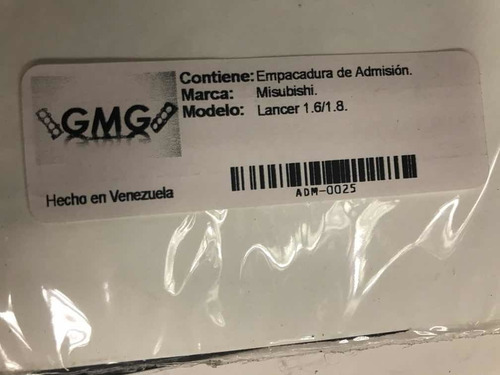 GMG
Contiene: Empacadura de Admisión.
Marca: Misubishi.
Modelo: Lancer 1.6/1.8.
ADM-0025
Hecho en Venezuela